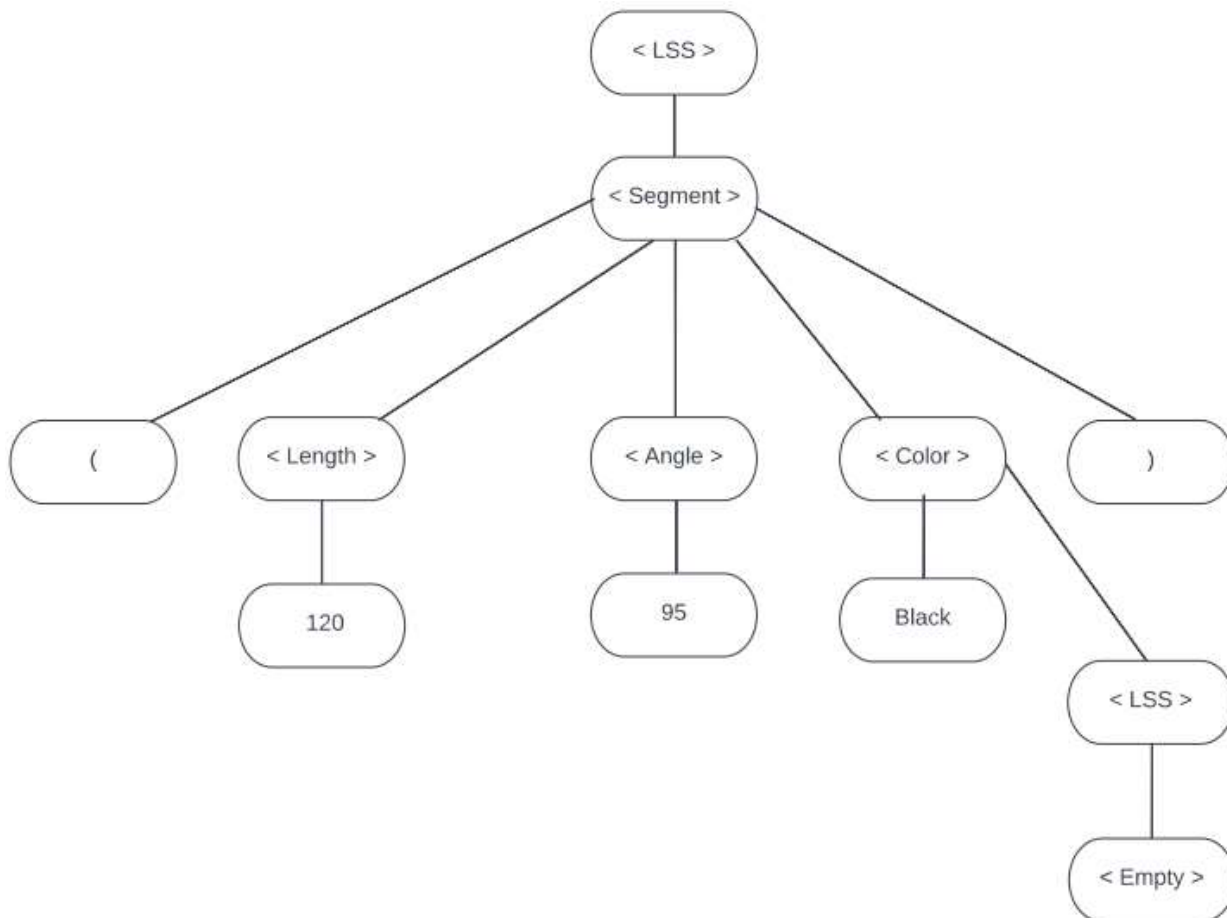 < LSS >
< Segment >
(
< Length >
< Angle >
< Color >
)
120
95
Black
< LSS >
< Empty >